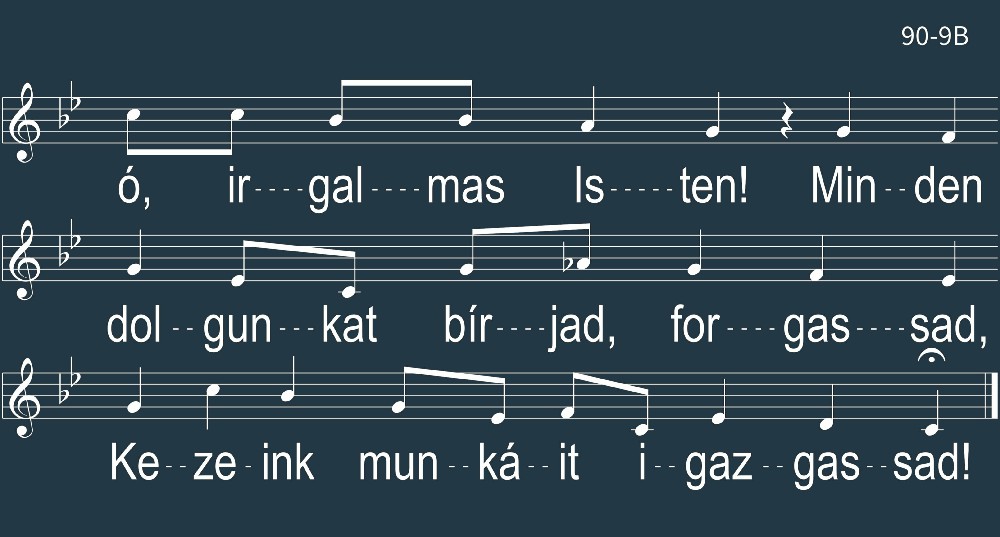 90-9B
ó, ir----gal----mas Is-----ten! Min--den
dol--gun---kat bír----jad, for----gas----sad,
Ke--ze-ink mun--ká--it i--gaz--gas--sad!